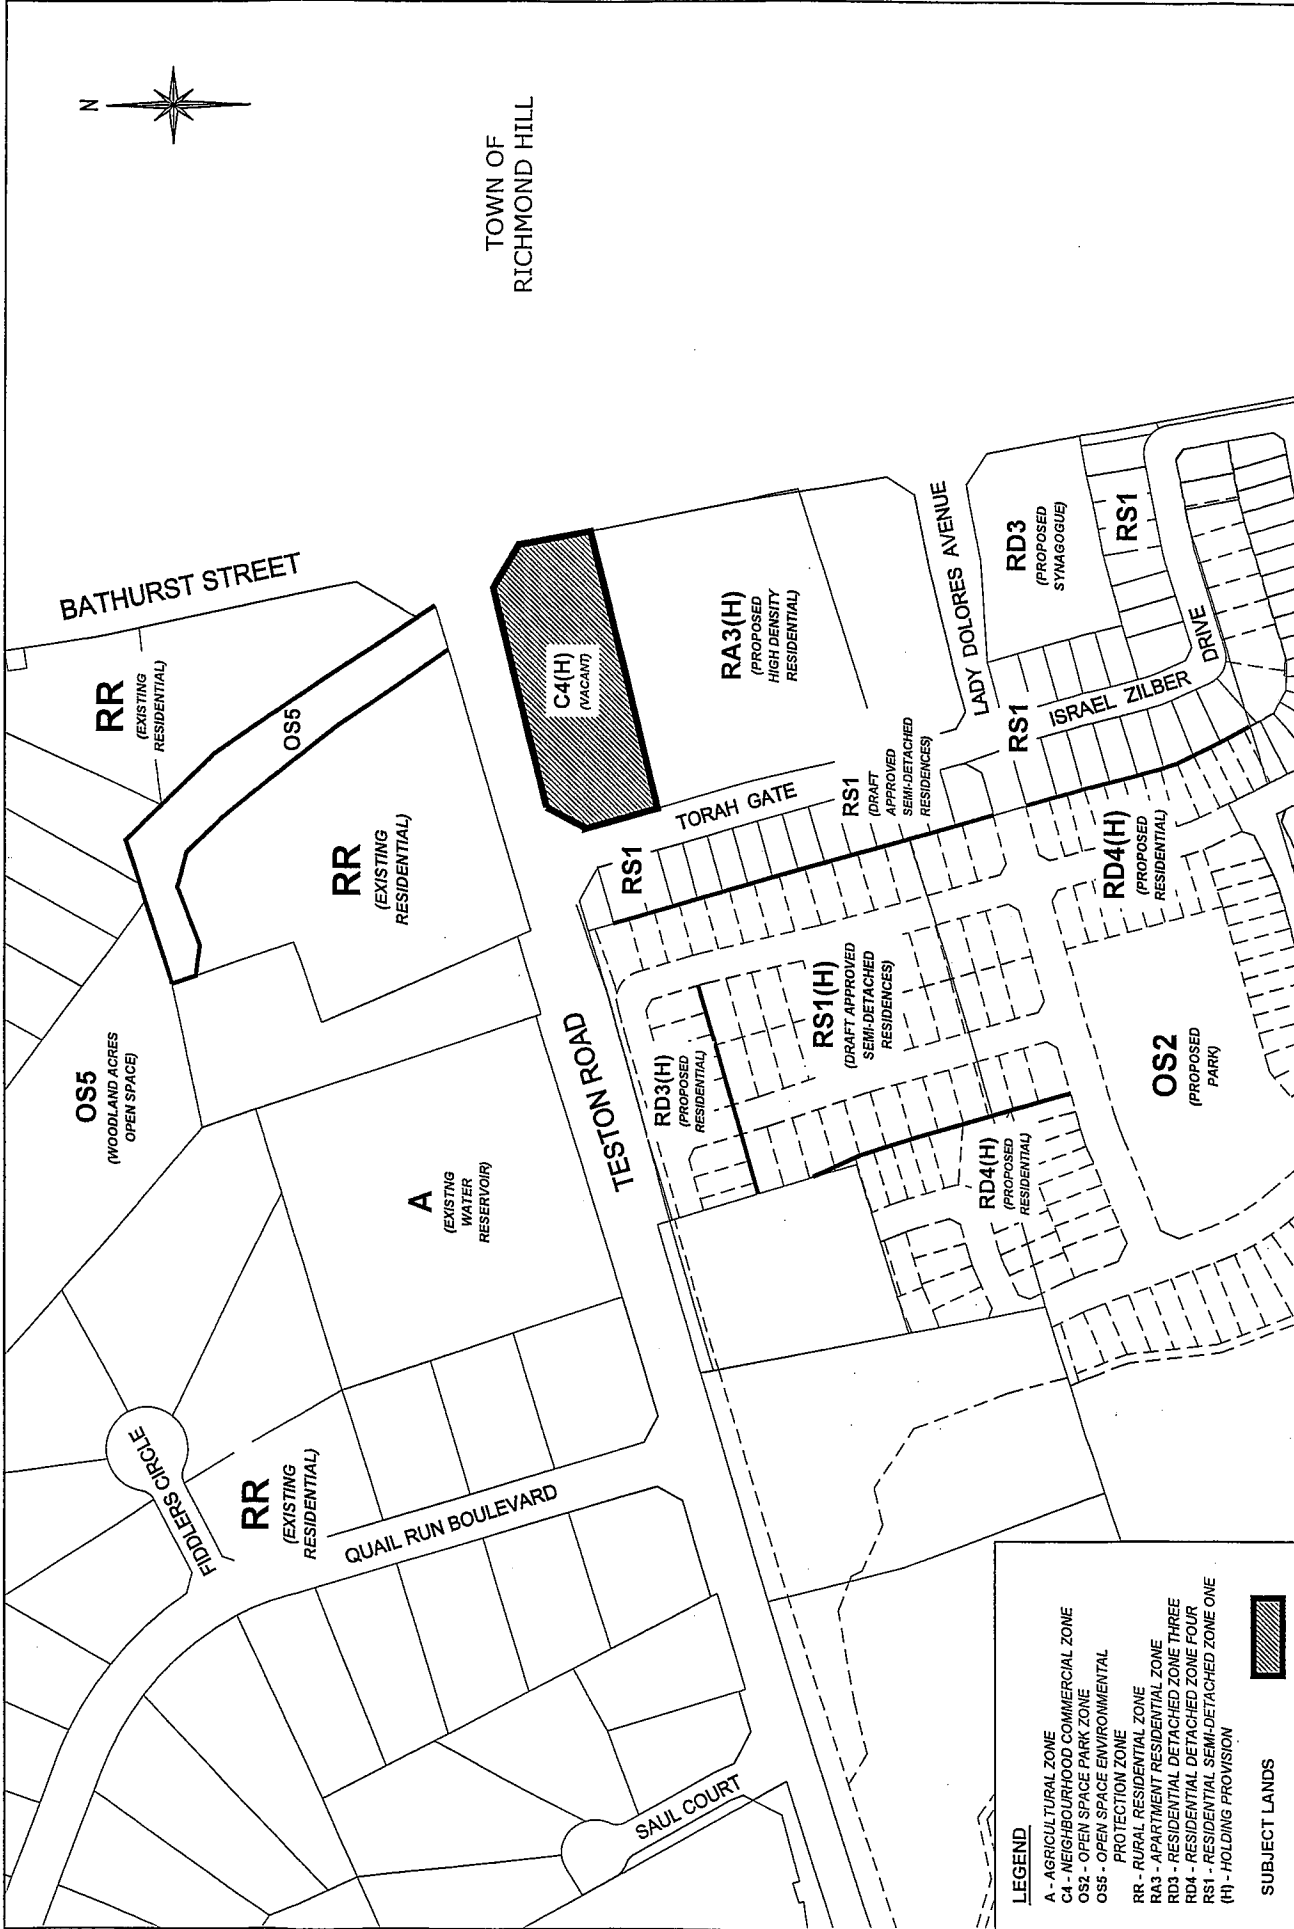 N
TOWN OF
RICHMOND HILL
BATHURST STREET
RR
(EXISTING
RESIDENTIAL)
OS5
RR
(EXISTING
RESIDENTIAL)
OS5
(WOODLAND ACRES
OPEN SPACE)
A
(EXISTNG
WATER
RESERVOIR)
FIDDLERS CIRCLE
RR
(EXISTING
RESIDENTIAL)
QUAIL RUN BOULEVARD
SAUL COURT
TESTON ROAD
C4(H)
(VACANT)
RA3(H)
(PROPOSED
HIGH DENSITY
RESIDENTIAL)
TORAH GATE
RS1
RS1
(DRAFT
APPROVED
SEMI-DETACHED
RESIDENCES)
LADY DOLORES AVENUE
RD3
(PROPOSED
SYNAGOGUE)
RS1
RS1
ISRAEL ZILBER
DRIVE
RD4(H)
(PROPOSED
RESIDENTIAL)
RS1(H)
(DRAFT APPROVED
SEMI-DETACHED
RESIDENCES)
RD3(H)
(PROPOSED
RESIDENTIAL)
RD4(H)
(PROPOSED
RESIDENTIAL)
OS2
(PROPOSED
PARK)
LEGEND
A - AGRICULTURAL ZONE
C4 - NEIGHBOURHOOD COMMERCIAL ZONE
OS2 - OPEN SPACE PARK ZONE
OS5 - OPEN SPACE ENVIRONMENTAL
PROTECTION ZONE
RR - RURAL RESIDENTIAL ZONE
RA3 - APARTMENT RESIDENTIAL ZONE
RD3 - RESIDENTIAL DETACHED ZONE THREE
RD4 - RESIDENTIAL DETACHED ZONE FOUR
RS1 - RESIDENTIAL SEMI-DETACHED ZONE ONE
(H) - HOLDING PROVISION
SUBJECT LANDS